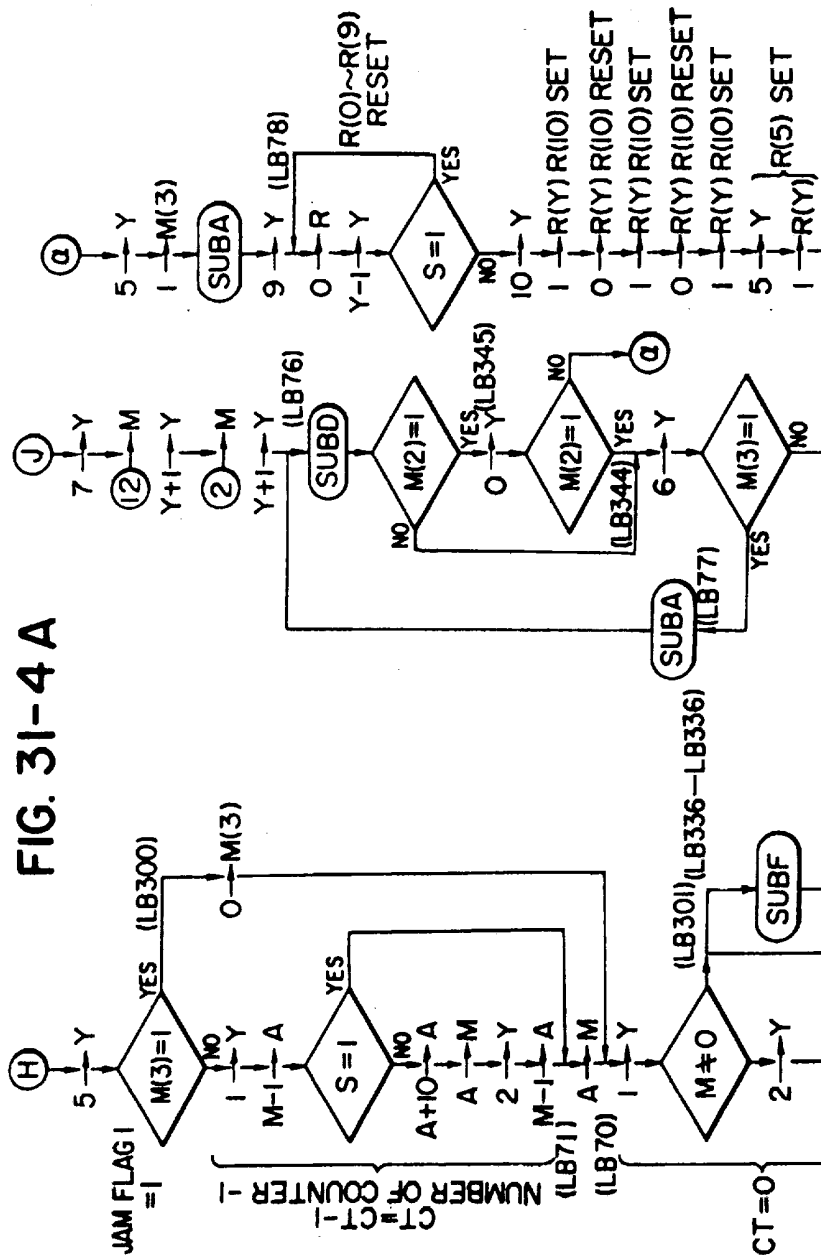 FIG. 31-4 A
H
5→Y
JAM FLAG 1
=1
M(3)=1
YES
(LB300)
0→M(3)
NO
1→Y
M-1→A
S=1
YES
NO
A+10→A
A→M
2→Y
M-1→A
(LB71)
A→M
(LB70)
CT=CT-1
NUMBER OF COUNTER -1
1→Y
M≠0
(LB301)
(LB336-LB336)
SUBF
2→Y
CT=0
J
7→Y
12→M
Y+1→Y
2→M
Y+1→Y
(LB76)
SUBD
M(2)=1
NO
YES
(LB345)
0→Y
M(2)=1
NO
α
YES
(LB344)
6→Y
M(3)=1
YES
NO
(LB77)
SUBA
α
5→Y
1→M(3)
SUBA
9→Y
(LB78)
0→R
Y-1→Y
R(0)~R(9)
RESET
S=1
YES
NO
10→Y
1→R(Y) R(10) SET
0→R(Y) R(10) RESET
1→R(Y) R(10) SET
0→R(Y) R(10) RESET
1→R(Y) R(10) SET
5→Y
1→R(Y)
R(5) SET